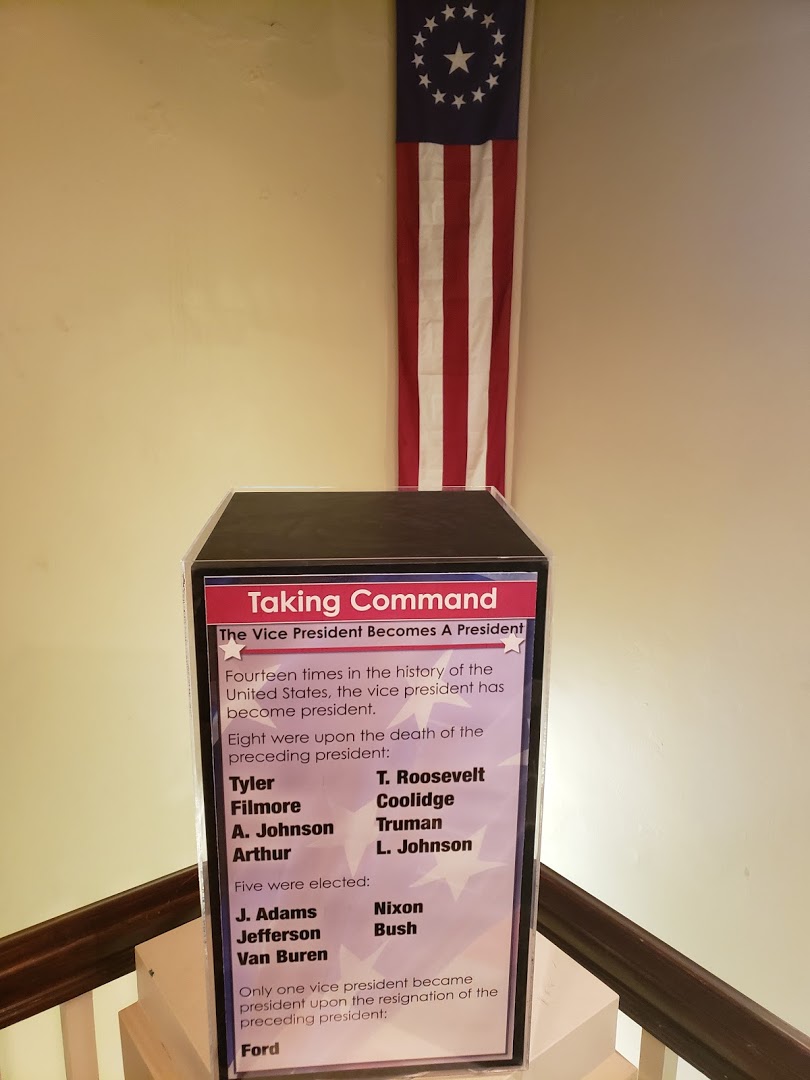 Taking Command
The Vice President Becomes A President
Fourteen times in the history of the
United States, the vice president has
become president.
Eight were upon the death of the
preceding president:
Tyler
Filmore
A. Johnson
Arthur
T. Roosevelt
Coolidge
Truman
L. Johnson
Five were elected:
J. Adams
Jefferson
Van Buren
Nixon
Bush
Only one vice president became
president upon the resignation of the
preceding president:
Ford